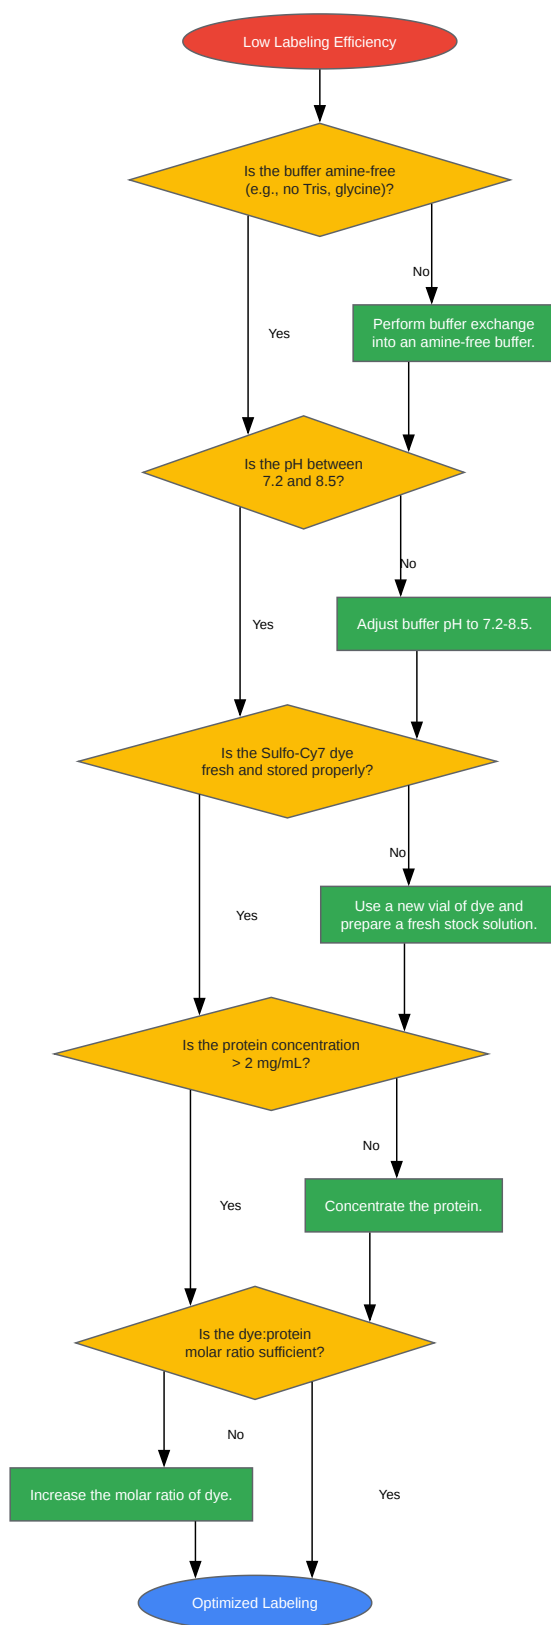 Low Labeling Efficiency
Is the buffer amine-free
(e.g., no Tris, glycine)?
No
Perform buffer exchange
into an amine-free buffer.
Yes
Is the pH between
7.2 and 8.5?
No
Adjust buffer pH to 7.2-8.5.
Yes
Is the Sulfo-Cy7 dye
fresh and stored properly?
No
Use a new vial of dye and
prepare a fresh stock solution.
Yes
Is the protein concentration
> 2 mg/mL?
No
Concentrate the protein.
Yes
Is the dye:protein
molar ratio sufficient?
No
Increase the molar ratio of dye.
Yes
Optimized Labeling